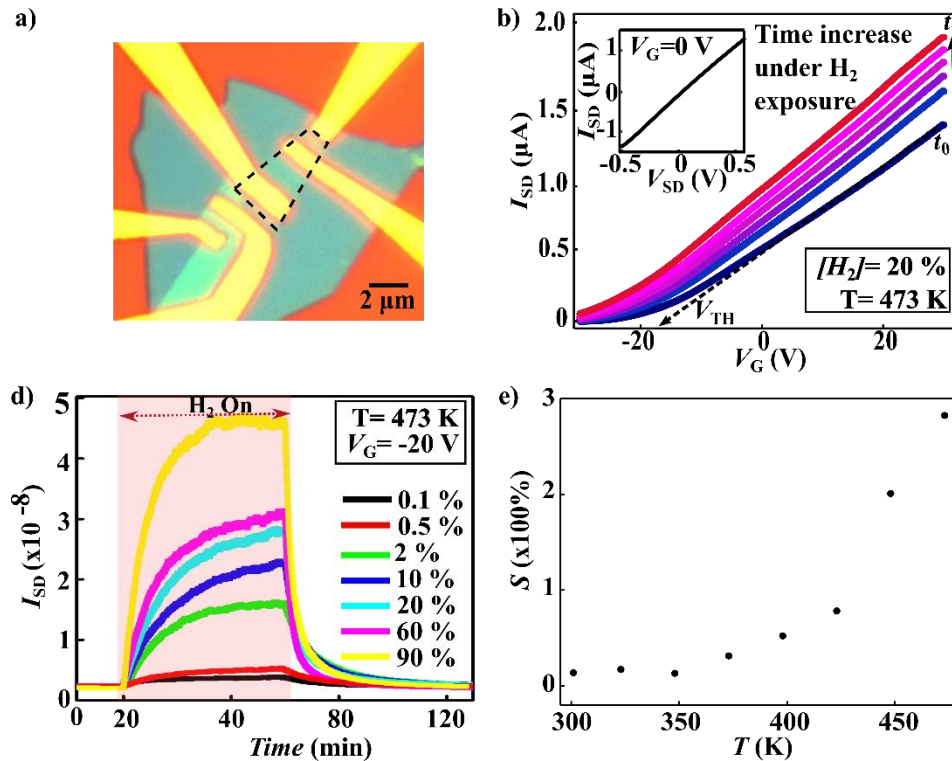 a)
2 µm
b)
2.0
1.5
1.0
0.5
0
I_SD (µA)
-20
0
20
V_G (V)
Time increase
under H₂
exposure
t
t₀
V_TH
[H₂]= 20 %
T= 473 K
V_G=0 V
1
0
-1
I_SD (µA)
-0.5
0
0.5
V_SD (V)
d)
5
4
3
2
1
0
I_SD (x10⁻⁸)
H₂ On
T= 473 K
V_G= -20 V
0.1 %
0.5 %
2 %
10 %
20 %
60 %
90 %
0
20
40
60
80
120
Time (min)
e)
3
2
1
0
S (x100%)
300
350
400
450
T (K)